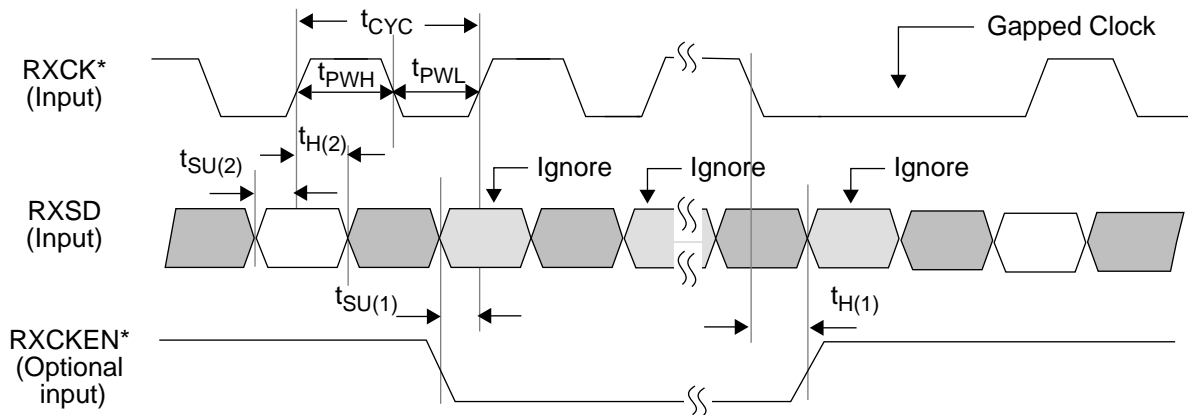 tCYC
Gapped Clock
RXCK*
(Input)
tPWH
tPWL
tH(2)
tSU(2)
Ignore
Ignore
Ignore
RXSD
(Input)
tSU(1)
tH(1)
RXCKEN*
(Optional
input)